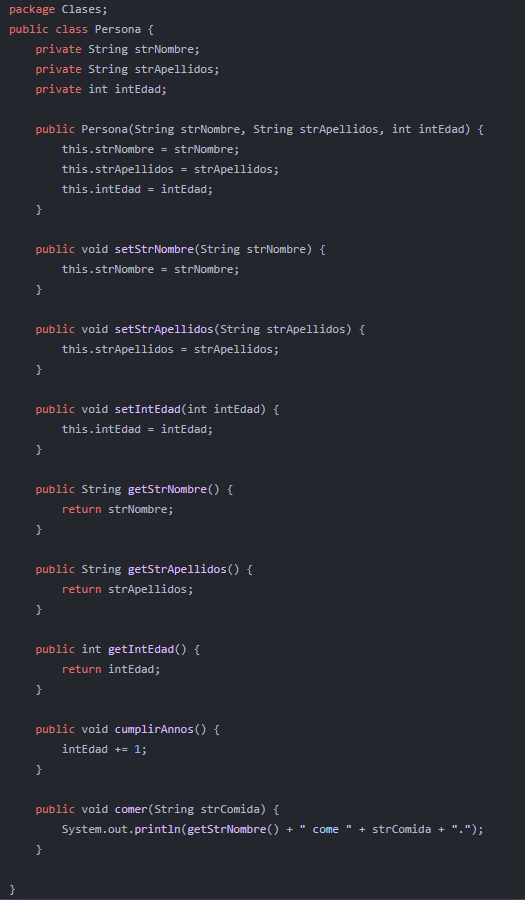 package Clases;
public class Persona {
    private String strNombre;
    private String strApellidos;
    private int intEdad;

    public Persona(String strNombre, String strApellidos, int intEdad) {
        this.strNombre = strNombre;
        this.strApellidos = strApellidos;
        this.intEdad = intEdad;
    }

    public void setStrNombre(String strNombre) {
        this.strNombre = strNombre;
    }

    public void setStrApellidos(String strApellidos) {
        this.strApellidos = strApellidos;
    }

    public void setIntEdad(int intEdad) {
        this.intEdad = intEdad;
    }

    public String getStrNombre() {
        return strNombre;
    }

    public String getStrApellidos() {
        return strApellidos;
    }

    public int getIntEdad() {
        return intEdad;
    }

    public void cumplirAnnos() {
        intEdad += 1;
    }

    public void comer(String strComida) {
        System.out.println(getStrNombre() + " come " + strComida + ".");
    }

}